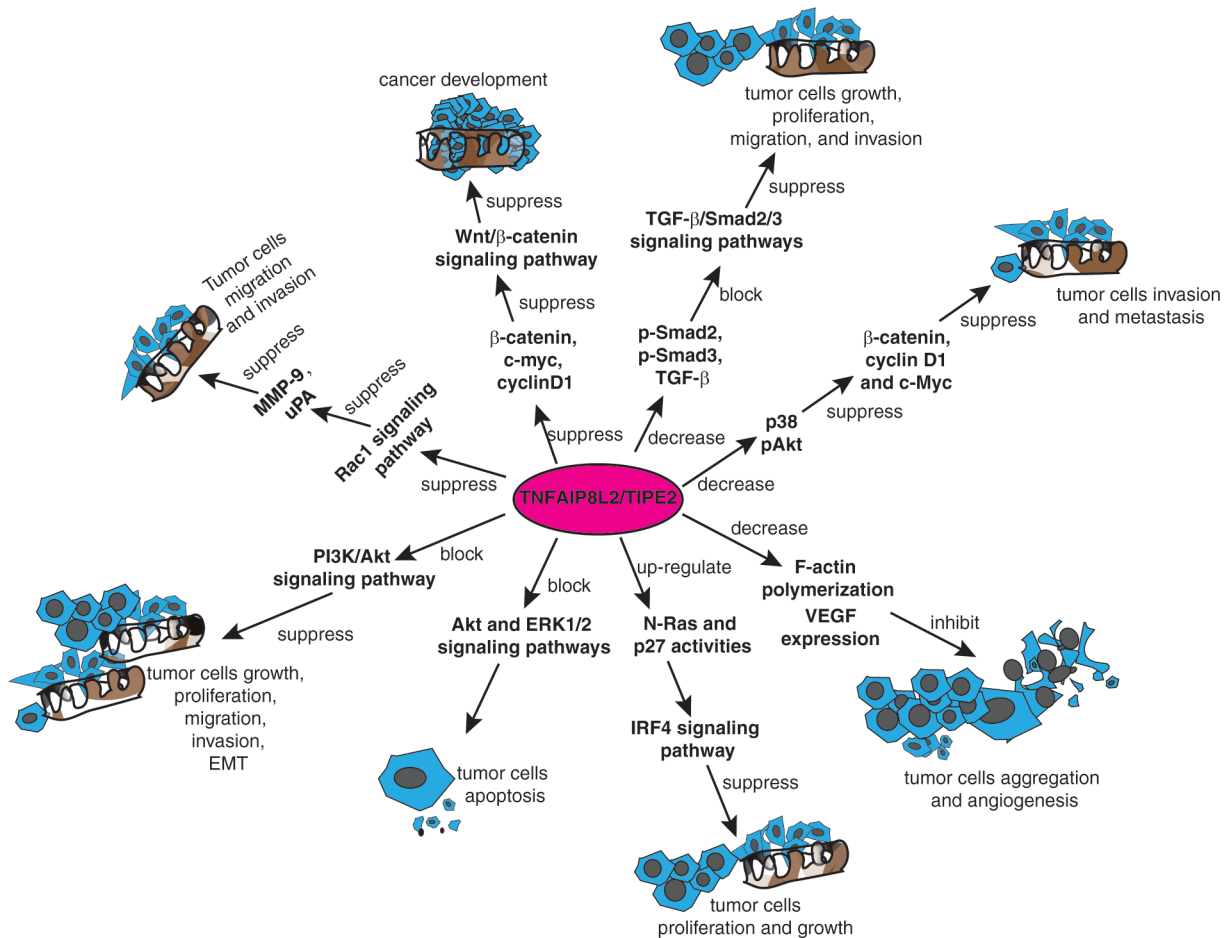 cancer development
suppress
Wnt/β-catenin
signaling pathway
suppress
β-catenin,
c-myc,
cyclinD1
suppress
tumor cells growth,
proliferation,
migration, and invasion
suppress
TGF-β/Smad2/3
signaling pathways
block
p-Smad2,
p-Smad3,
TGF-β
decrease
tumor cells invasion
and metastasis
suppress
β-catenin,
cyclin D1
and c-Myc
suppress
p38
pAkt
decrease
Tumor cells
migration
and invasion
suppress
MMP-9 ,
uPA
suppress
Rac1 signaling
pathway
suppress
TNFAIP8L2/TIPE2
block
PI3K/Akt
signaling pathway
suppress
tumor cells growth,
proliferation,
migration,
invasion,
EMT
block
Akt and ERK1/2
signaling pathways
tumor cells
apoptosis
up-regulate
N-Ras and
p27 activities
IRF4 signaling
pathway
suppress
tumor cells
proliferation and growth
decrease
F-actin
polymerization
VEGF
expression
inhibit
tumor cells aggregation
and angiogenesis